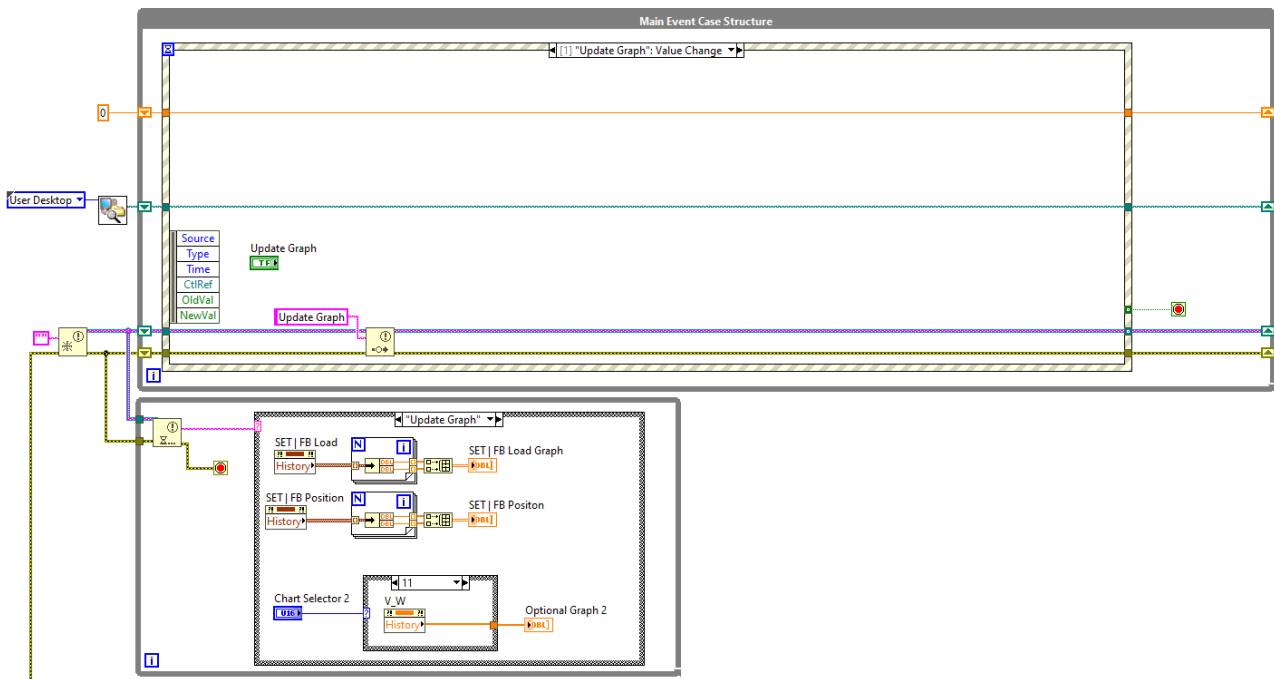 Main Event Case Structure
[1] "Update Graph": Value Change
0
User Desktop
Source
Type
Time
CtlRef
OldVal
NewVal
Update Graph
TF
Update Graph
""
i
"Update Graph"
SET | FB Load
History
N
i
DBL
DBL
SET | FB Load Graph
DBL]
SET | FB Position
History
N
i
DBL
DBL
SET | FB Positon
DBL]
Chart Selector 2
U16
11
V_W
History
Optional Graph 2
DBL]
i